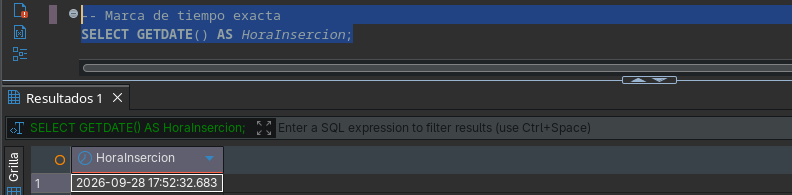 -- Marca de tiempo exacta
SELECT GETDATE() AS HoraInsercion;
Resultados 1
SELECT GETDATE() AS HoraInsercion;
Enter a SQL expression to filter results (use Ctrl+Space)
Grilla
HoraInsercion
1
2026-09-28 17:52:32.683